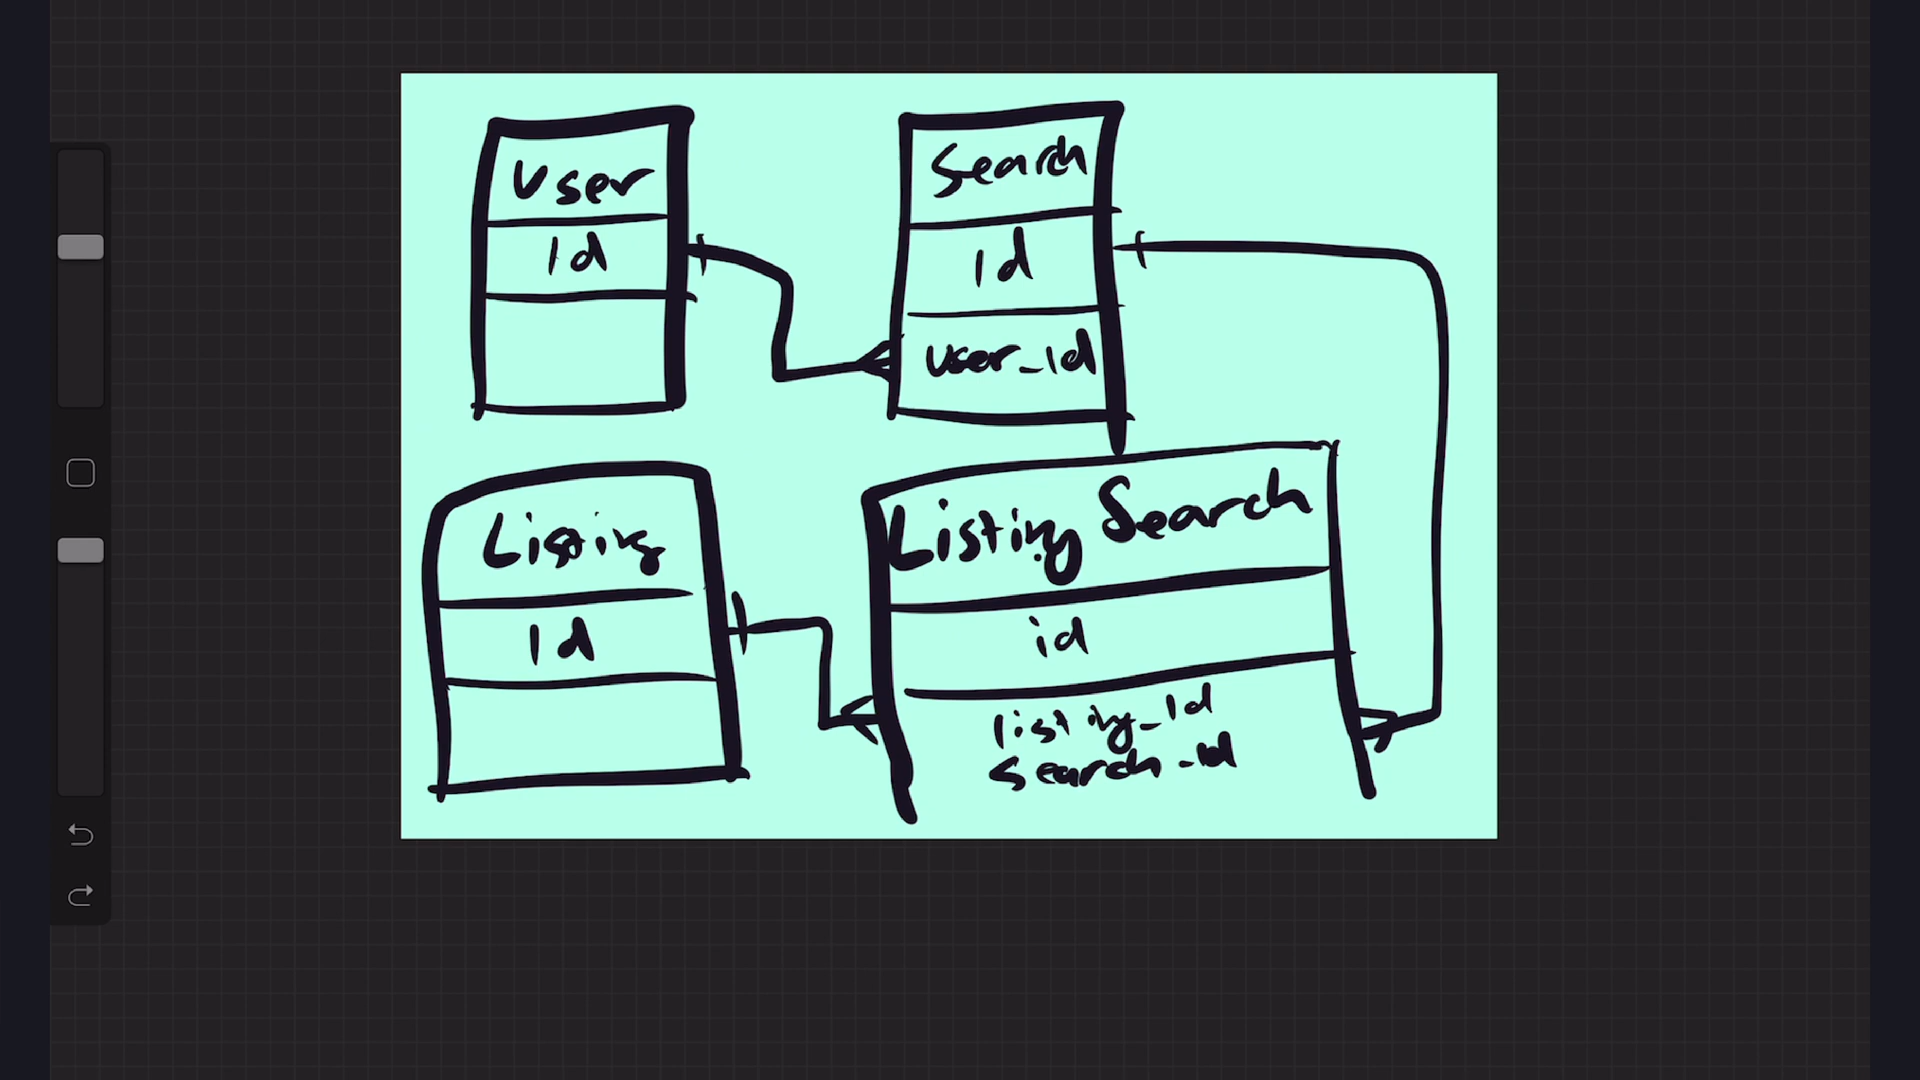 User
Id
Search
Id
user_id
Listing
Id
Listing Search
id
listing_Id
search_Id